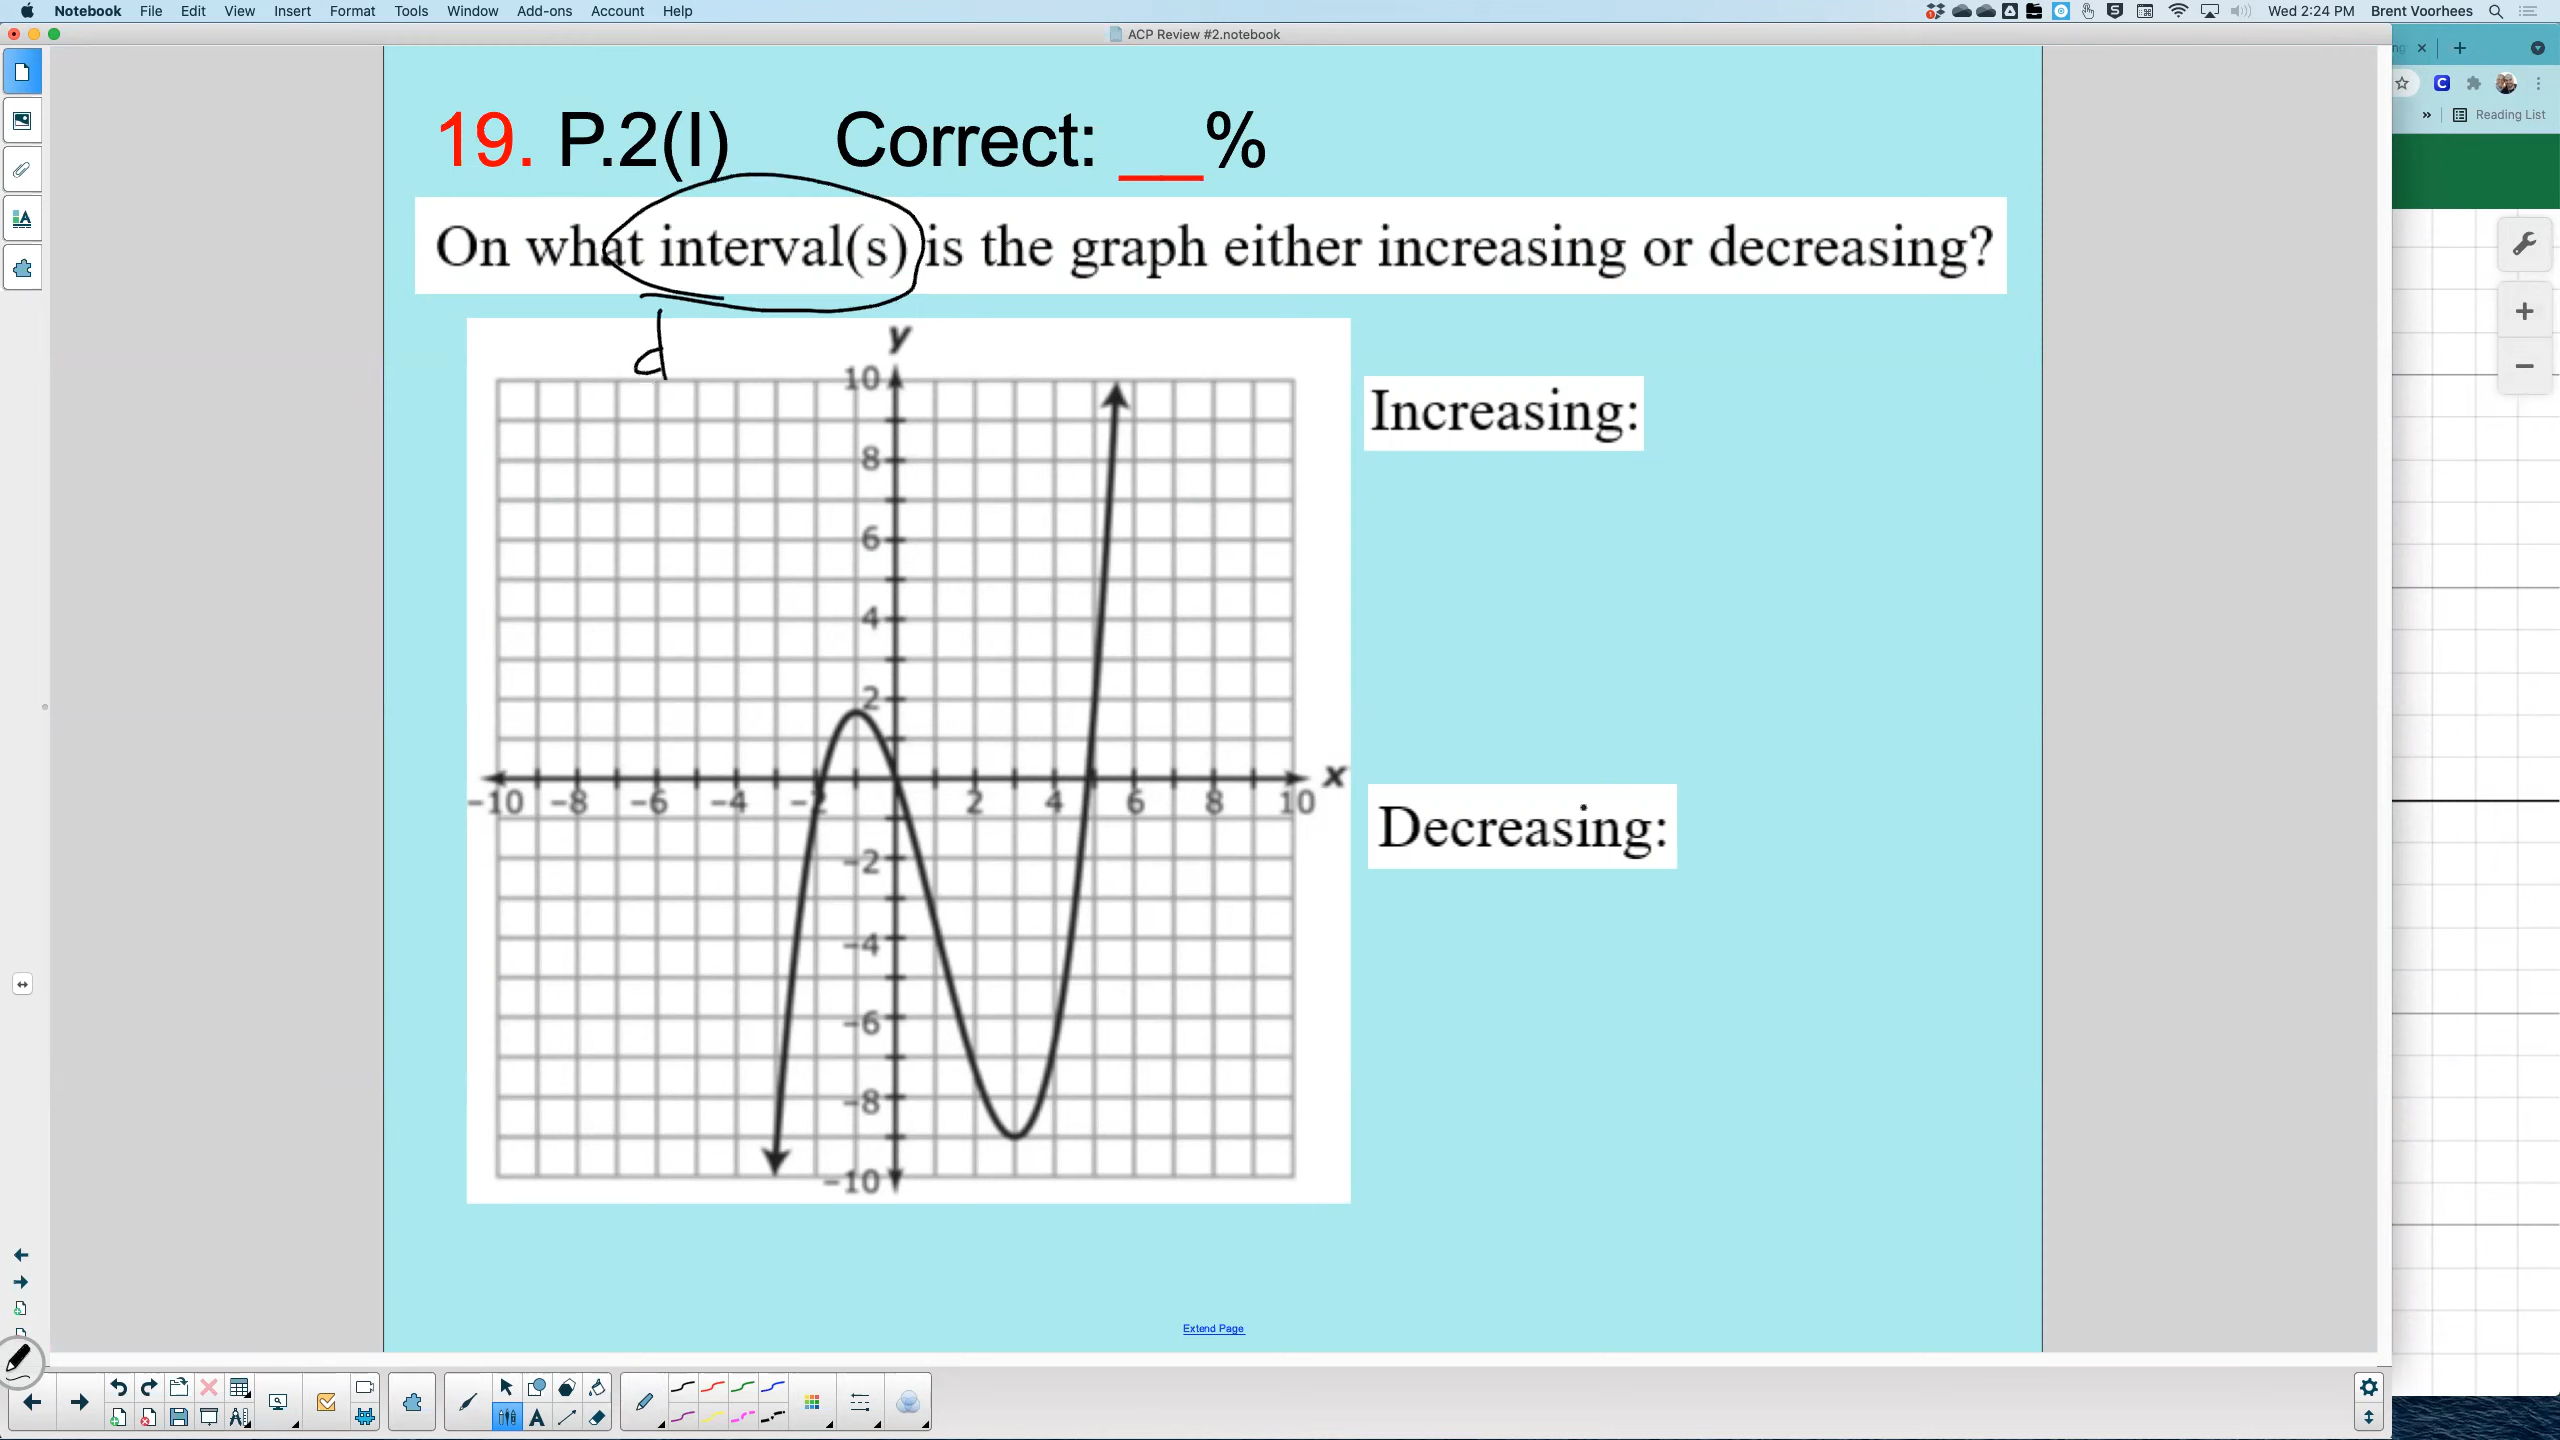 Notebook File Edit View Insert Format Tools Window Add-ons Account Help
Wed 2:24 PM Brent Voorhees
ACP Review #2.notebook
Reading List
19. P.2(I) Correct: __%
On what interval(s) is the graph either increasing or decreasing?
d
y
10
8
6
4
2
x
-10 -8 -6 -4 -2 2 4 6 8 10
-2
-4
-6
-8
-10
Increasing:
Decreasing:
Extend Page